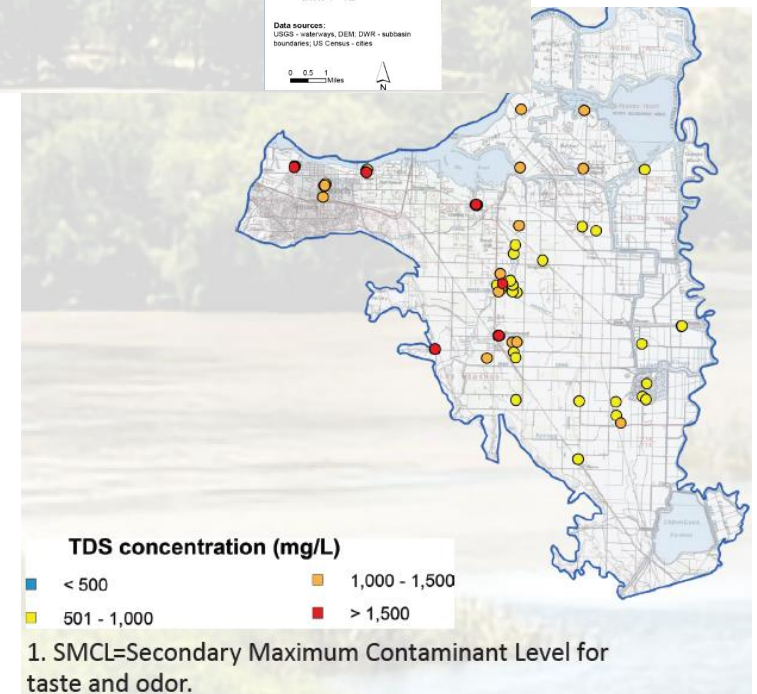 Data sources:
USGS - waterways, DEM; DWR - subbasin
boundaries; US Census - cities
0 0.5 1
Miles
N
TDS concentration (mg/L)
< 500
1,000 - 1,500
501 - 1,000
> 1,500
1. SMCL=Secondary Maximum Contaminant Level for
taste and odor.